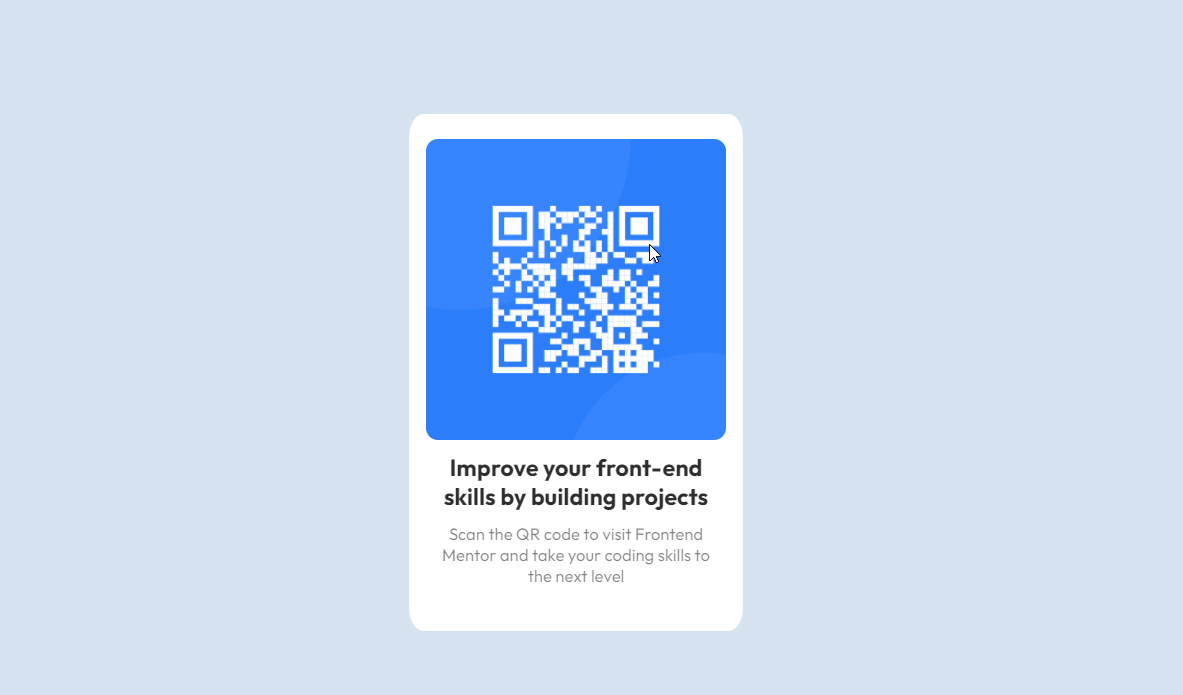 Improve your front-end
skills by building projects
Scan the QR code to visit Frontend
Mentor and take your coding skills to
the next level